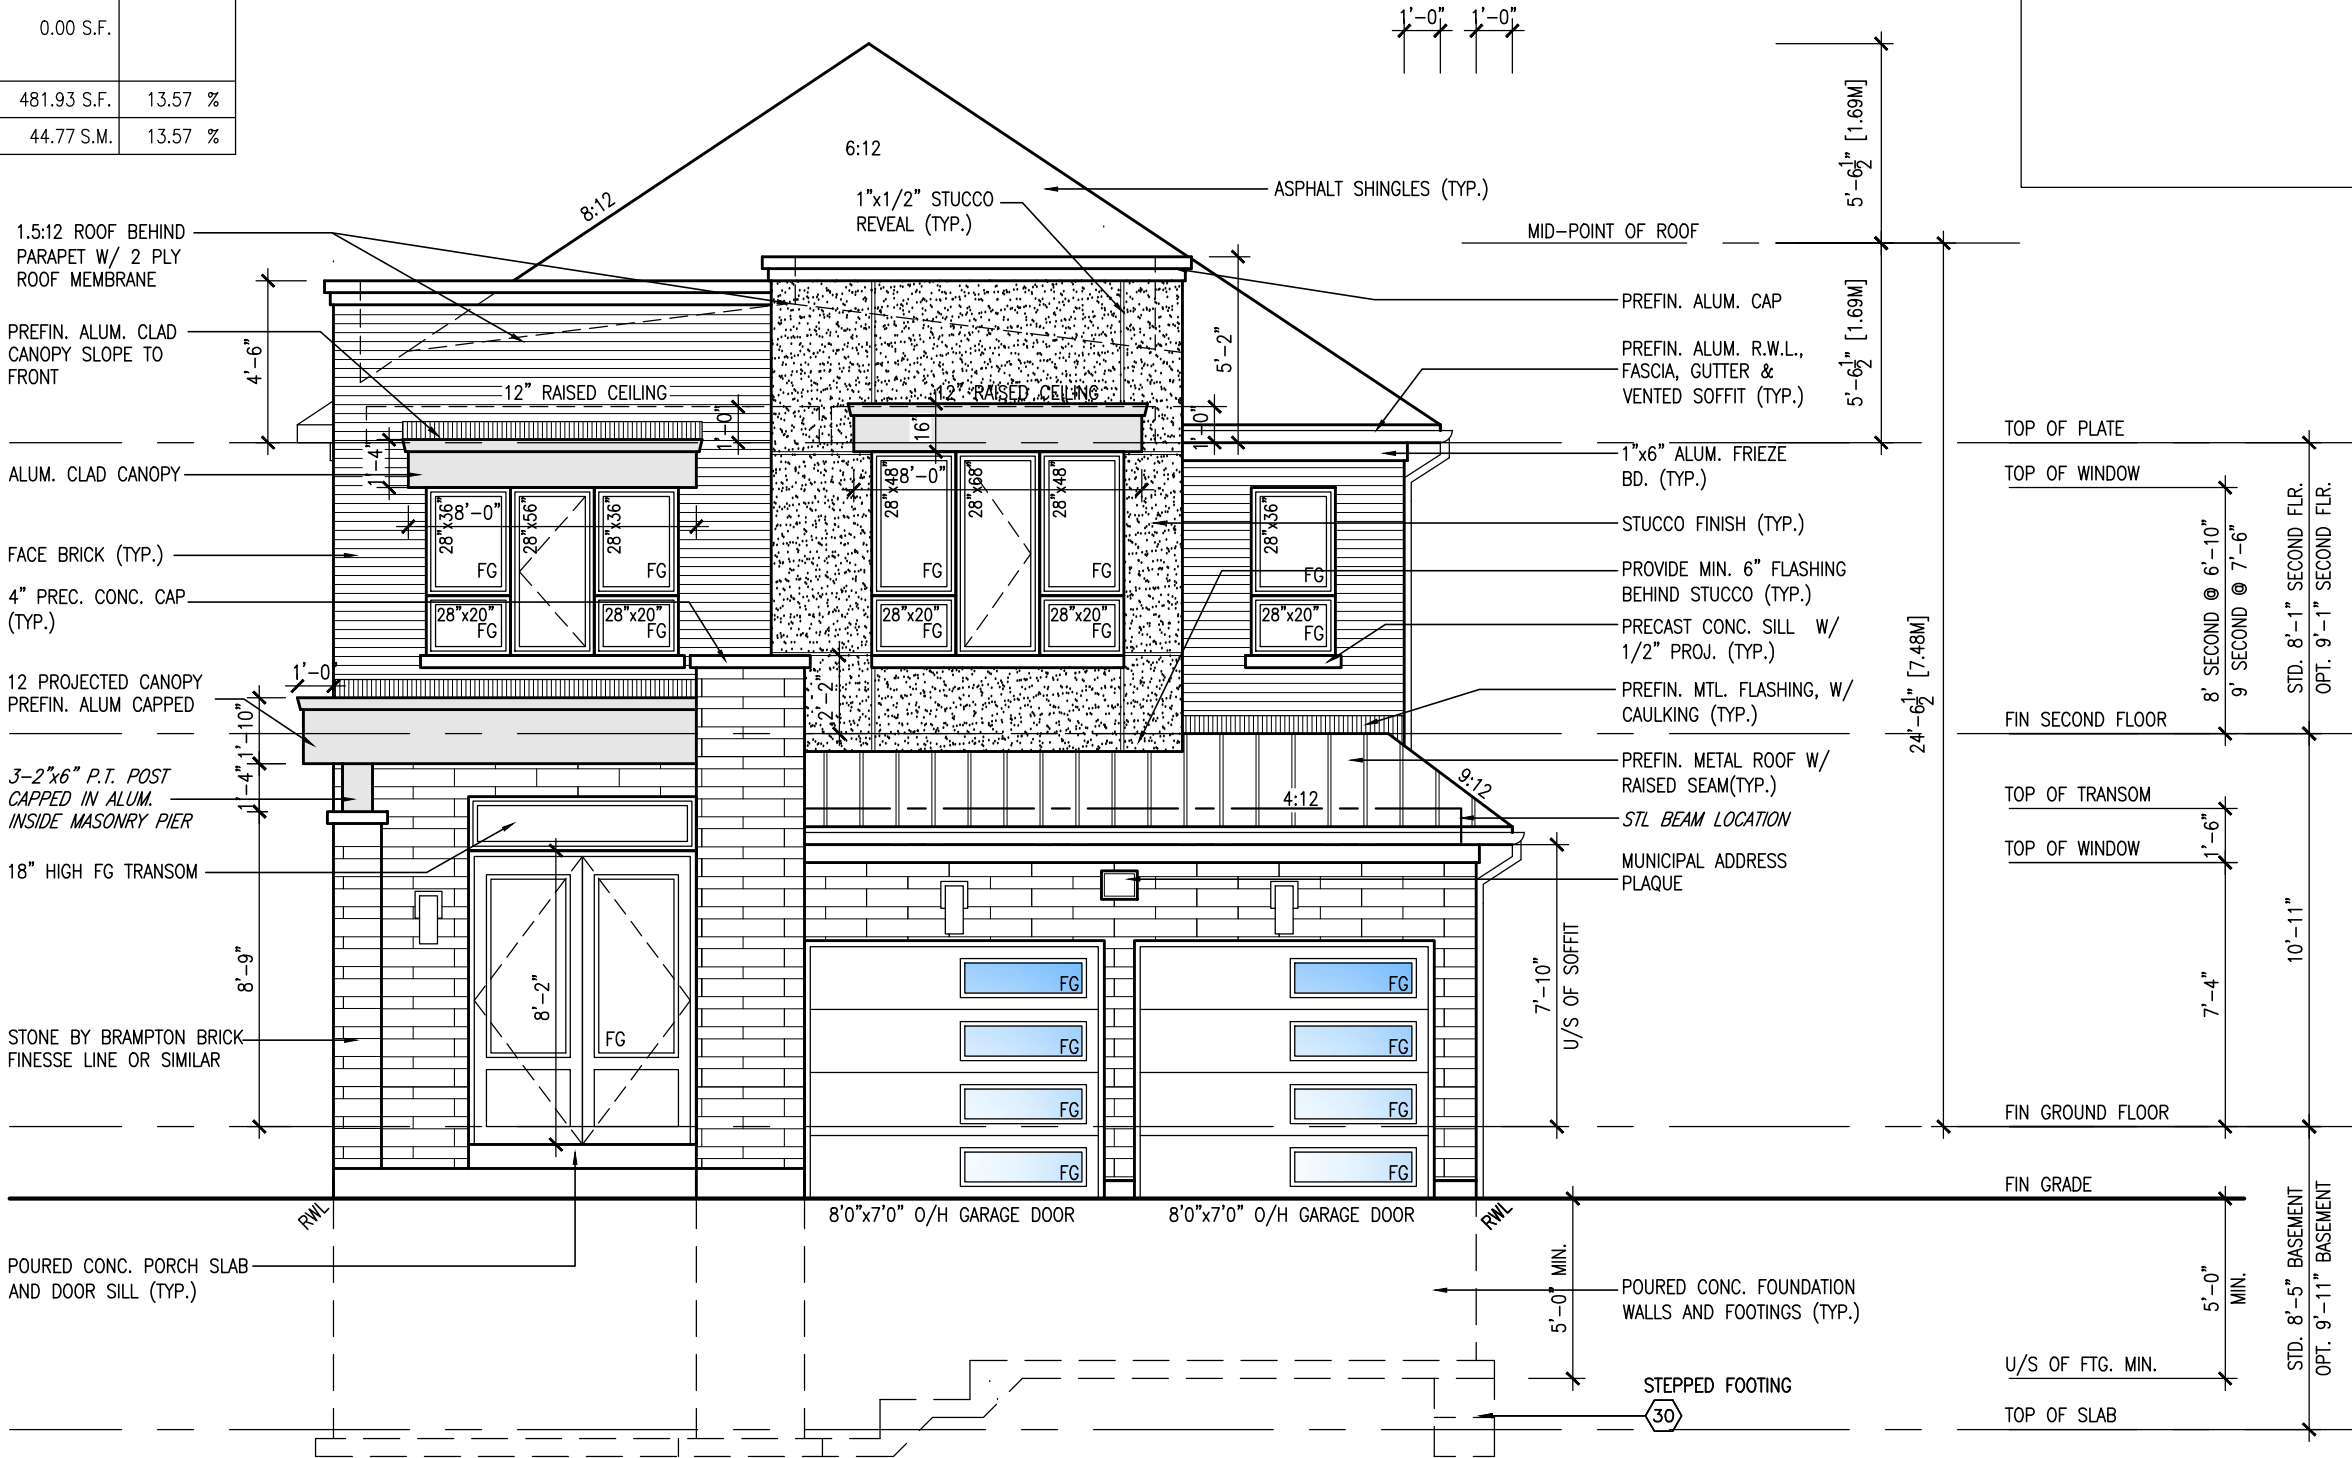 0.00 S.F.
481.93 S.F. 13.57 %
44.77 S.M. 13.57 %
1'-0" 1'-0"
6:12
8:12
1"x1/2" STUCCO
REVEAL (TYP.)
ASPHALT SHINGLES (TYP.)
5'-6 1/2" [1.69M]
MID-POINT OF ROOF
5'-6 1/2" [1.69M]
1.5:12 ROOF BEHIND
PARAPET W/ 2 PLY
ROOF MEMBRANE
PREFIN. ALUM. CLAD
CANOPY SLOPE TO
FRONT
4'-6"
ALUM. CLAD CANOPY
FACE BRICK (TYP.)
4" PREC. CONC. CAP
(TYP.)
1'-0"
12 PROJECTED CANOPY
PREFIN. ALUM CAPPED
1'-10"
3-2"x6" P.T. POST
CAPPED IN ALUM.
INSIDE MASONRY PIER
1'-4"
18" HIGH FG TRANSOM
8'-9"
STONE BY BRAMPTON BRICK
FINESSE LINE OR SIMILAR
POURED CONC. PORCH SLAB
AND DOOR SILL (TYP.)
12" RAISED CEILING
1'-0"
1'-4"
8'-0"
28"x36"
28"x56"
28"x36"
FG
FG
28"x20"
FG
28"x20"
FG
12" RAISED CEILING
16"
1'-0"
5'-2"
8'-0"
28"x48"
28"x68"
28"x48"
FG
FG
28"x20"
FG
28"x20"
FG
2'-2"
28"x36"
FG
28"x20"
FG
9:12
4:12
8'-2"
FG
FG FG
FG FG
FG FG
FG FG
8'0"x7'0" O/H GARAGE DOOR
8'0"x7'0" O/H GARAGE DOOR
RWL
RWL
7'-10"
U/S OF SOFFIT
5'-0" MIN.
PREFIN. ALUM. CAP
PREFIN. ALUM. R.W.L.,
FASCIA, GUTTER &
VENTED SOFFIT (TYP.)
1"x6" ALUM. FRIEZE
BD. (TYP.)
STUCCO FINISH (TYP.)
PROVIDE MIN. 6" FLASHING
BEHIND STUCCO (TYP.)
PRECAST CONC. SILL W/
1/2" PROJ. (TYP.)
PREFIN. MTL. FLASHING, W/
CAULKING (TYP.)
PREFIN. METAL ROOF W/
RAISED SEAM(TYP.)
STL BEAM LOCATION
MUNICIPAL ADDRESS
PLAQUE
POURED CONC. FOUNDATION
WALLS AND FOOTINGS (TYP.)
STEPPED FOOTING
30
24'-6 1/2" [7.48M]
TOP OF PLATE
TOP OF WINDOW
8' SECOND @ 6'-10"
9' SECOND @ 7'-6"
STD. 8'-1" SECOND FLR.
OPT. 9'-1" SECOND FLR.
FIN SECOND FLOOR
TOP OF TRANSOM
1'-6"
TOP OF WINDOW
7'-4"
10'-11"
FIN GROUND FLOOR
FIN GRADE
5'-0"
MIN.
STD. 8'-5" BASEMENT
OPT. 9'-11" BASEMENT
U/S OF FTG. MIN.
TOP OF SLAB